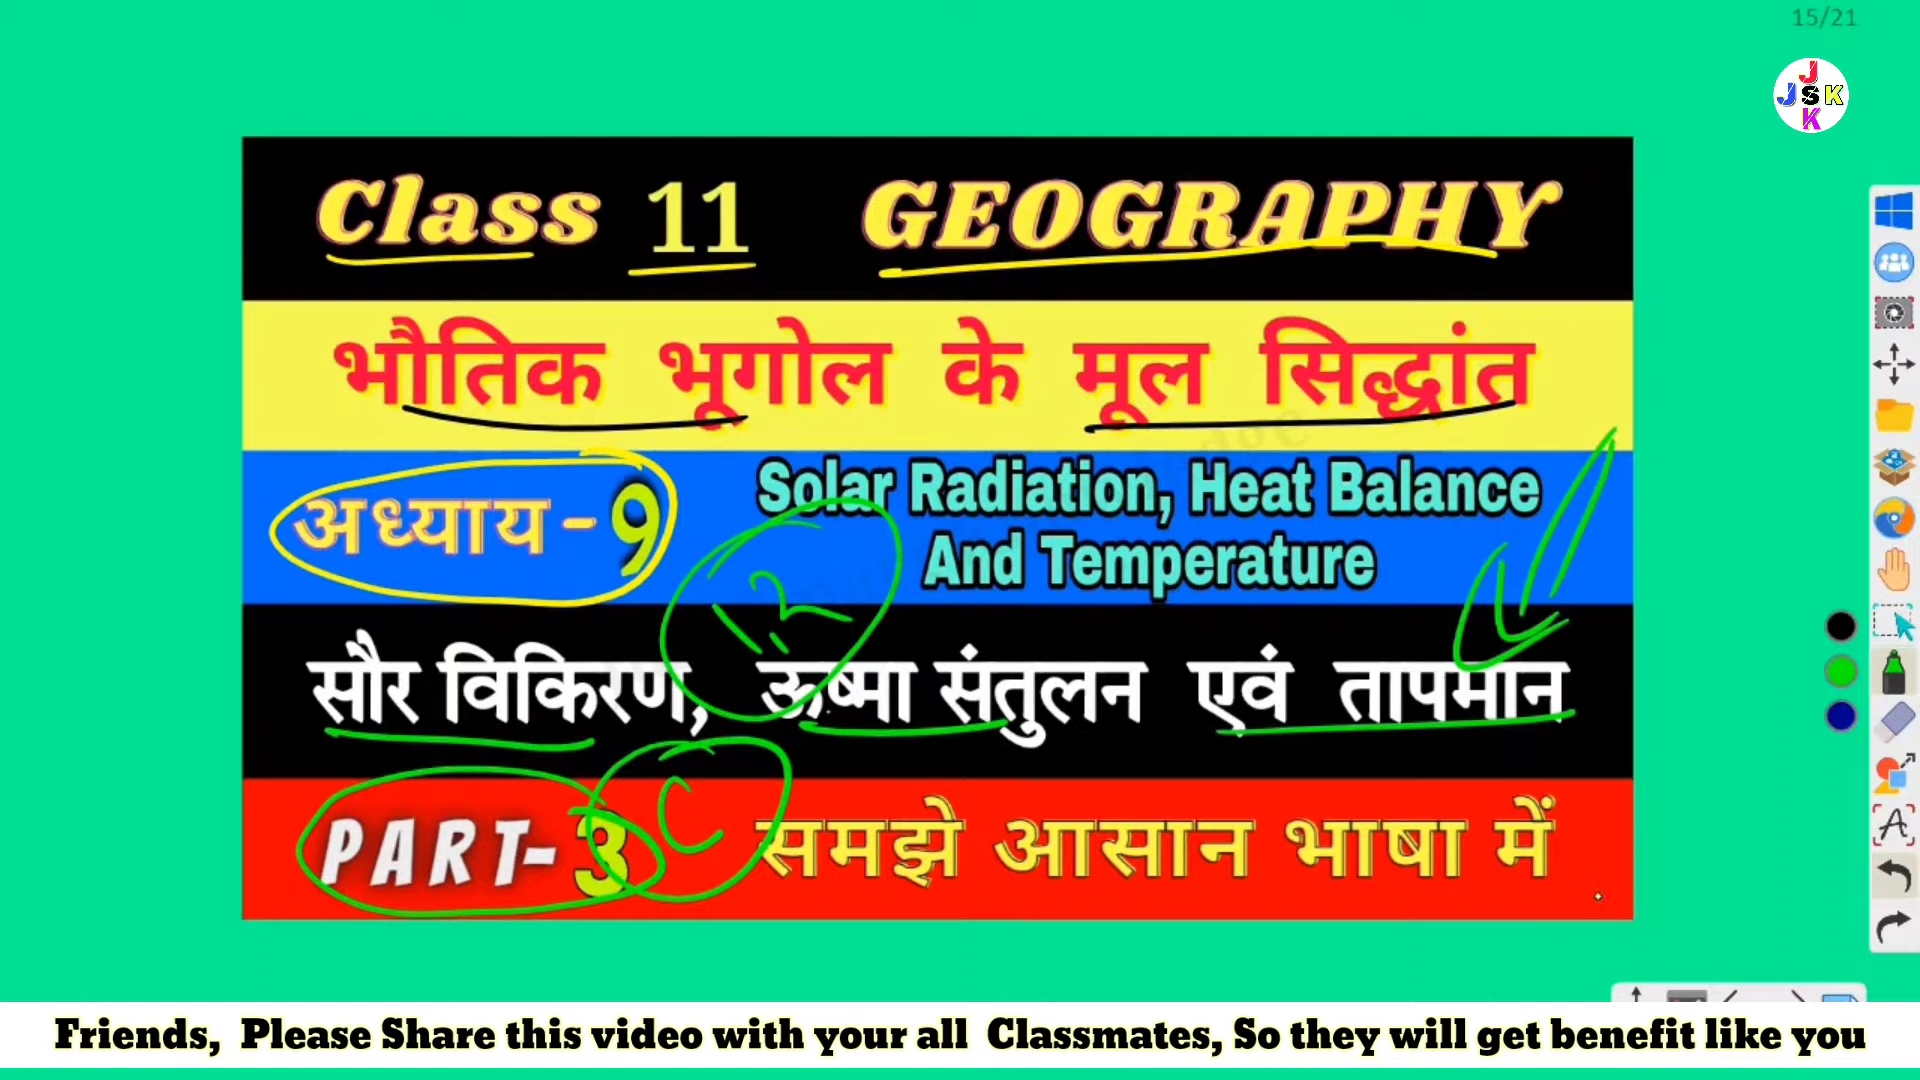 15/21
J
JSK
K
Class 11 GEOGRAPHY
भौतिक भूगोल के मूल सिद्धांत
अध्याय-9
Solar Radiation, Heat Balance
And Temperature
सौर विकिरण, ऊष्मा संतुलन एवं तापमान
PART-3 समझे आसान भाषा में
Friends, Please Share this video with your all Classmates, So they will get benefit like you